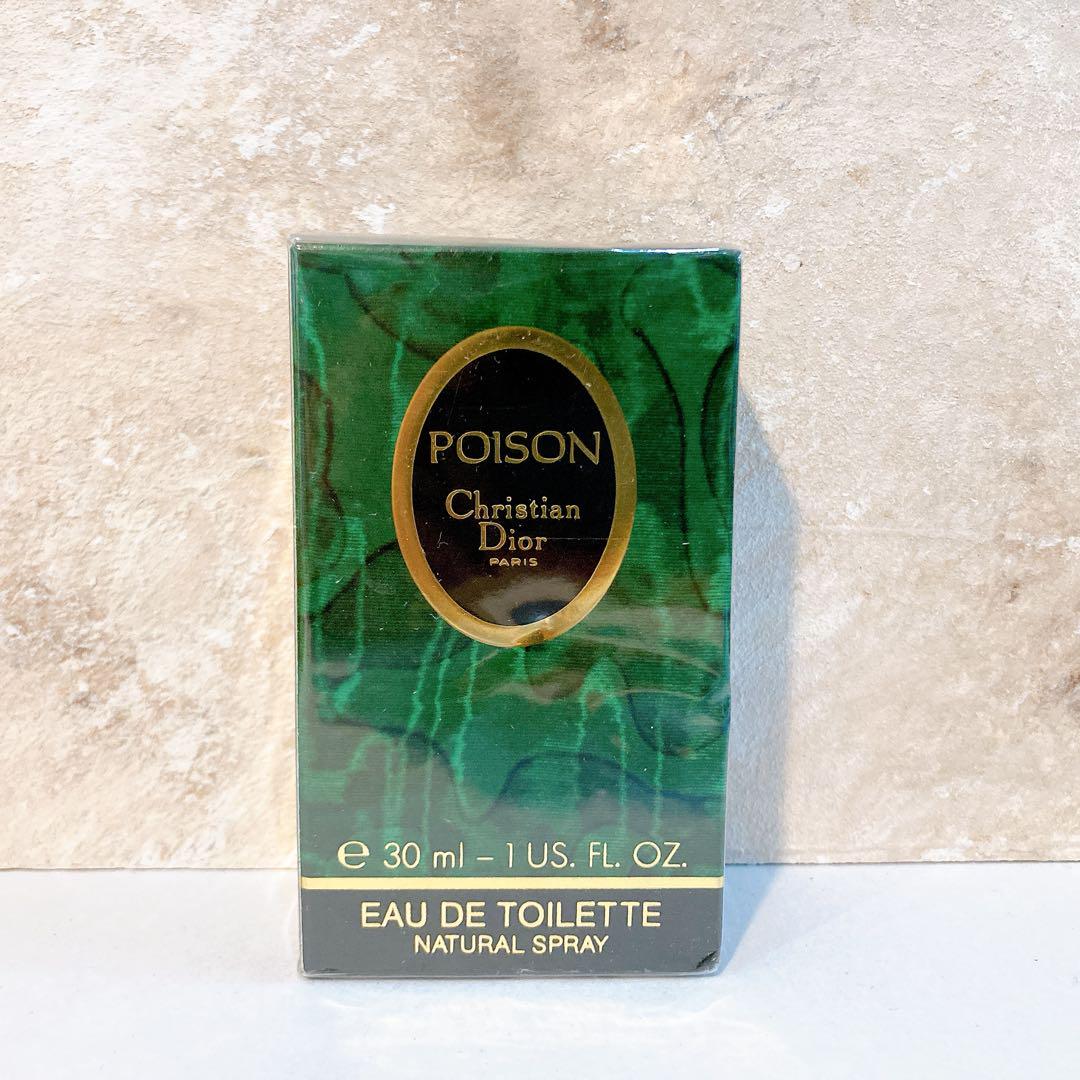 POISON
Christian
Dior
PARIS
℮ 30 ml – 1 US. FL. OZ.
EAU DE TOILETTE
NATURAL SPRAY